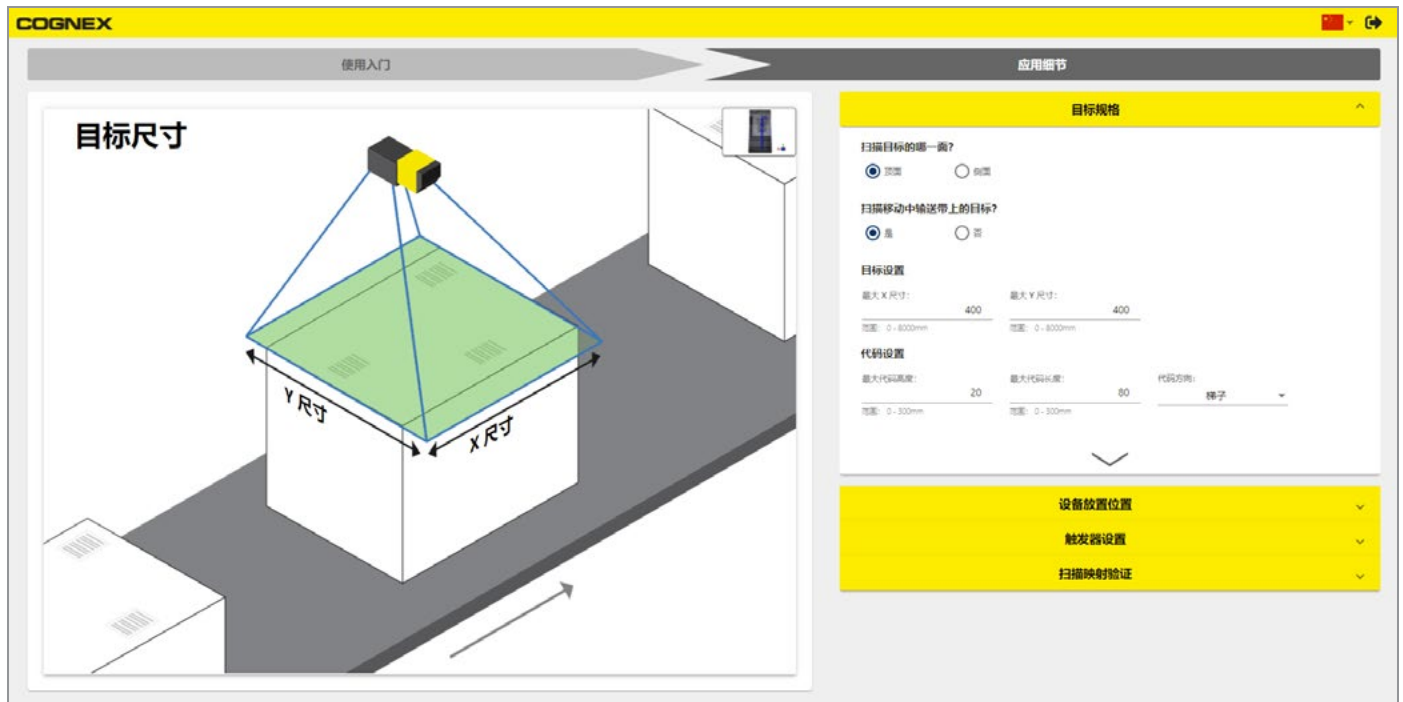 COGNEX
使用入门
应用细节
目标尺寸
Y 尺寸
X 尺寸
目标规格
扫描目标的哪一面?
顶面 侧面
扫描移动中输送带上的目标?
是 否
目标设置
最大 X 尺寸: 最大 Y 尺寸:
400 400
范围: 0 - 8000mm 范围: 0 - 8000mm
代码设置
最大代码高度: 最大代码长度: 代码方向:
20 80 梯子
范围: 0 - 300mm 范围: 0 - 300mm
设备放置位置
触发器设置
扫描映射验证